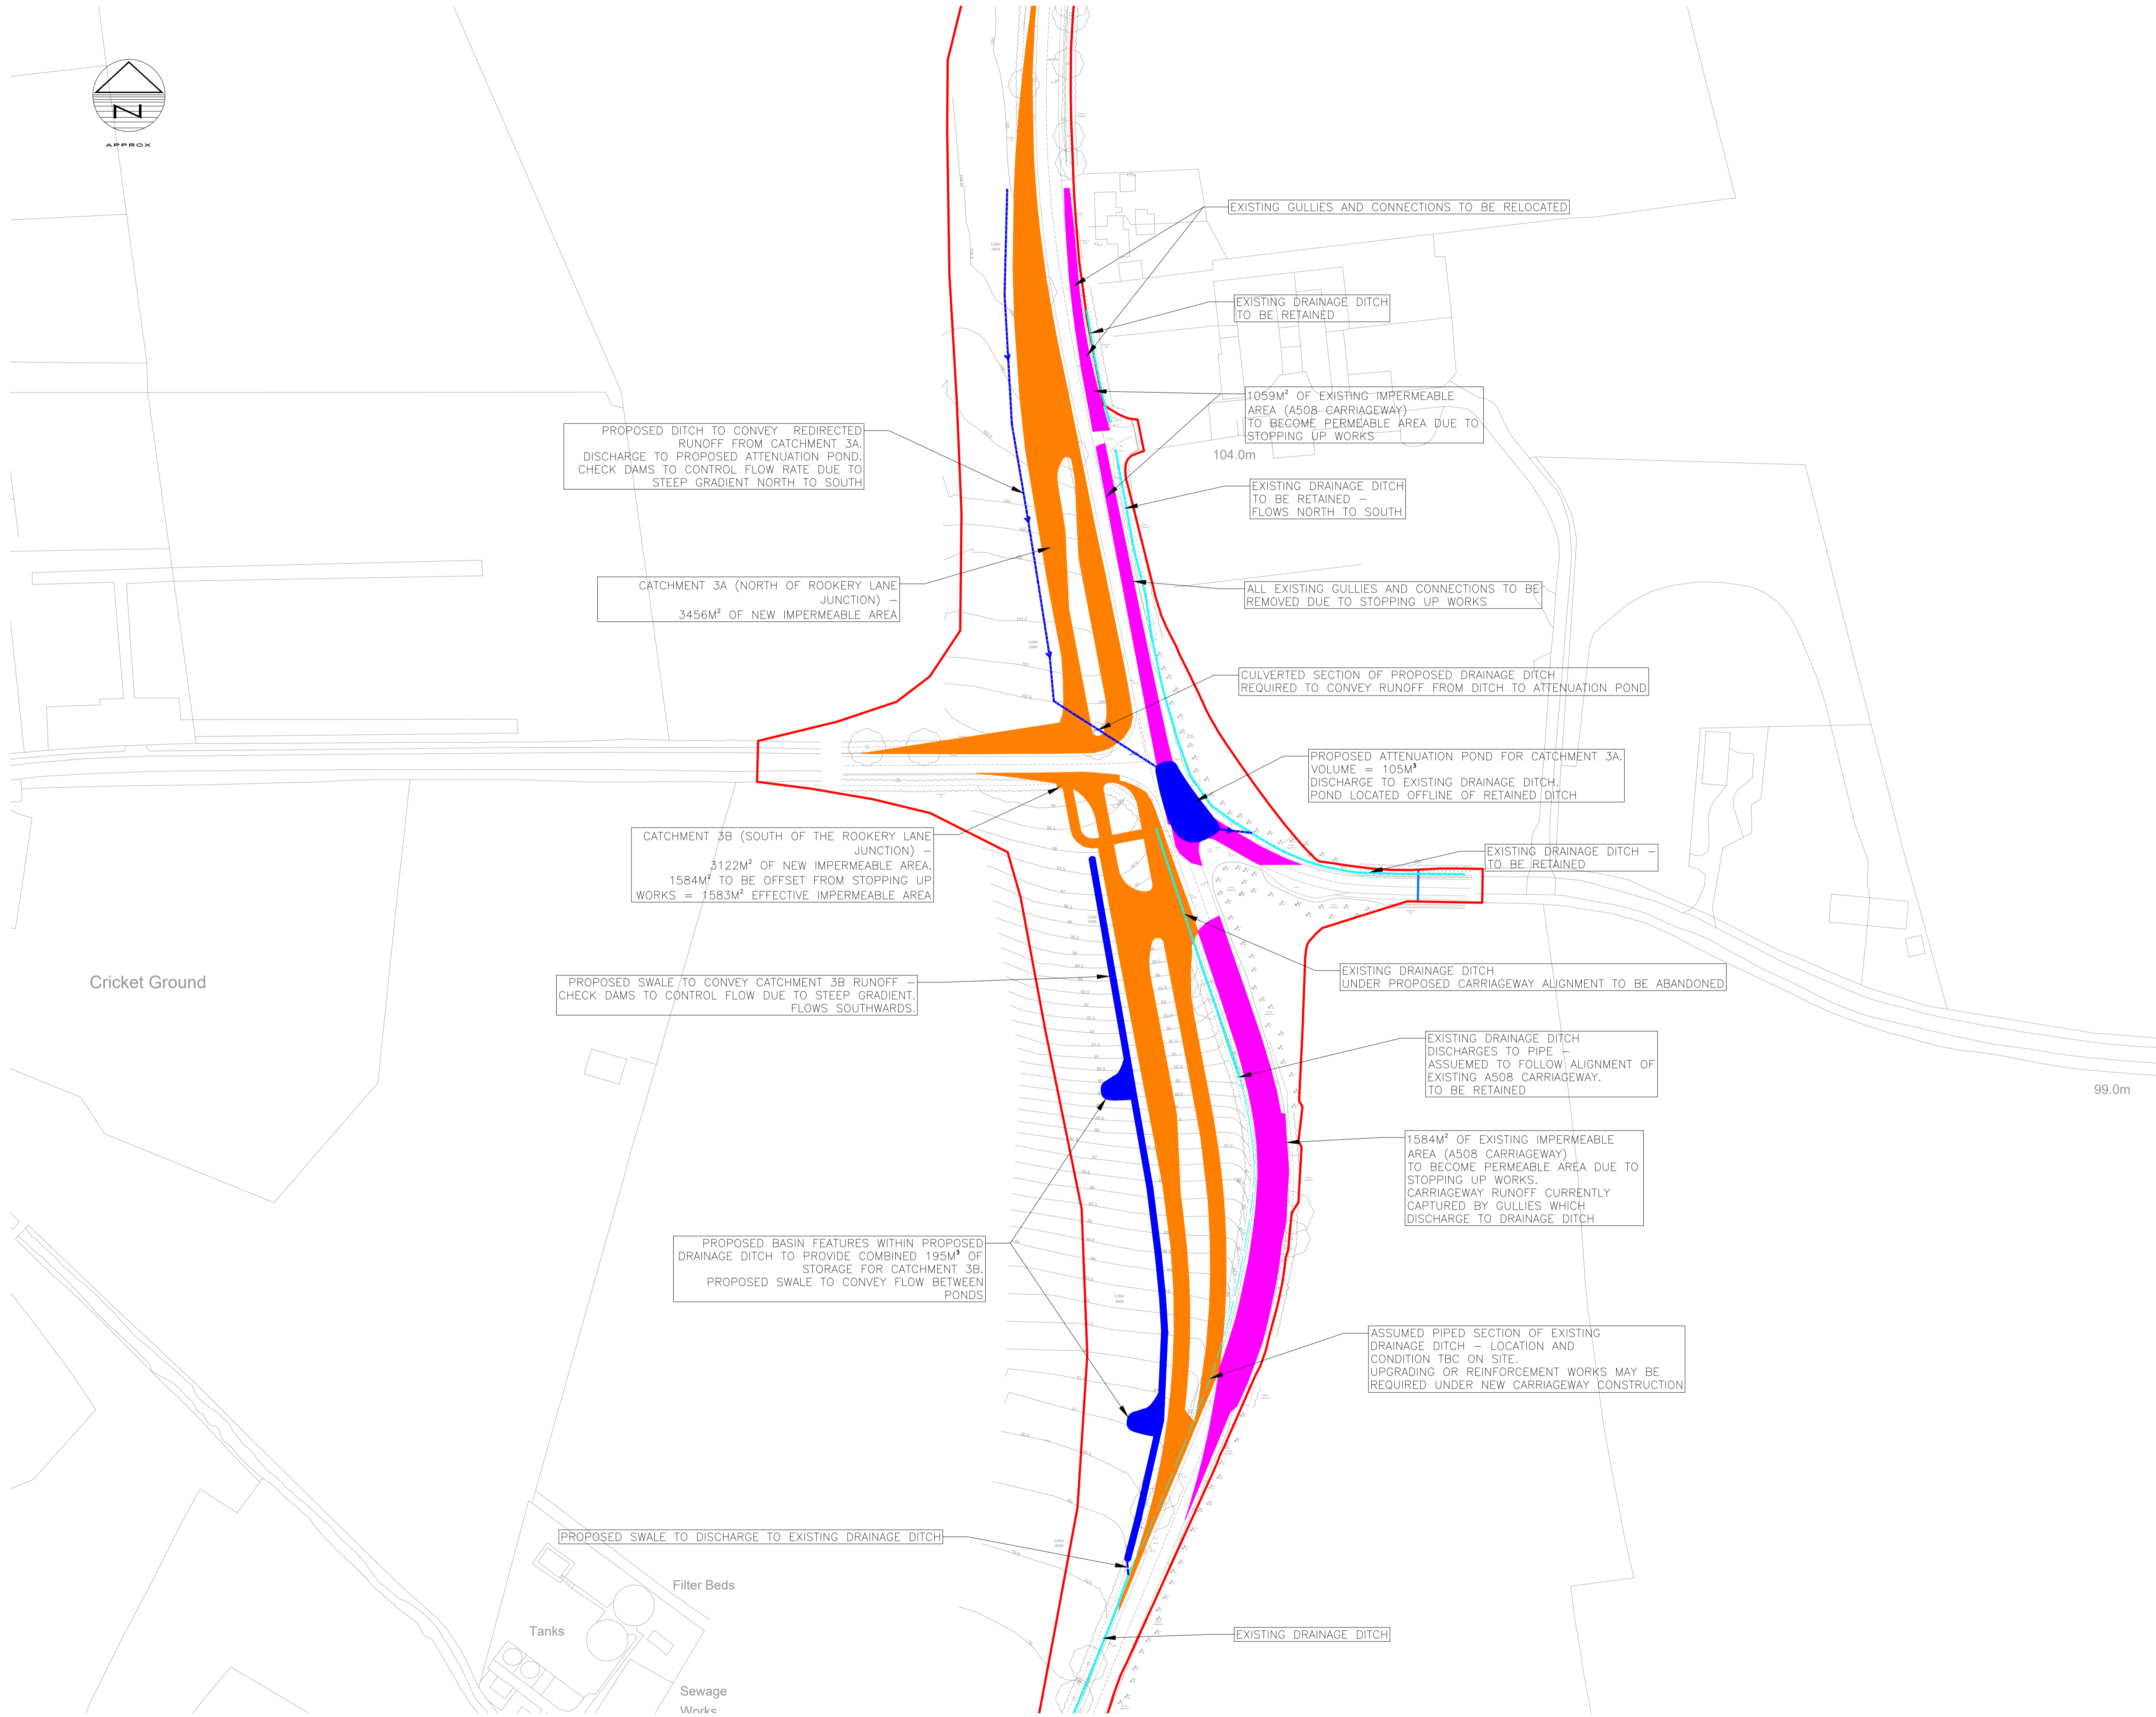 N
APPROX
EXISTING GULLIES AND CONNECTIONS TO BE RELOCATED
EXISTING DRAINAGE DITCH
TO BE RETAINED
1059M² OF EXISTING IMPERMEABLE
AREA (A508 CARRIAGEWAY)
TO BECOME PERMEABLE AREA DUE TO
STOPPING UP WORKS
104.0m
PROPOSED DITCH TO CONVEY REDIRECTED
RUNOFF FROM CATCHMENT 3A.
DISCHARGE TO PROPOSED ATTENUATION POND.
CHECK DAMS TO CONTROL FLOW RATE DUE TO
STEEP GRADIENT NORTH TO SOUTH
EXISTING DRAINAGE DITCH
TO BE RETAINED –
FLOWS NORTH TO SOUTH
CATCHMENT 3A (NORTH OF ROOKERY LANE
JUNCTION) –
3456M² OF NEW IMPERMEABLE AREA
ALL EXISTING GULLIES AND CONNECTIONS TO BE
REMOVED DUE TO STOPPING UP WORKS
CULVERTED SECTION OF PROPOSED DRAINAGE DITCH
REQUIRED TO CONVEY RUNOFF FROM DITCH TO ATTENUATION POND
PROPOSED ATTENUATION POND FOR CATCHMENT 3A.
VOLUME = 105M³
DISCHARGE TO EXISTING DRAINAGE DITCH.
POND LOCATED OFFLINE OF RETAINED DITCH
CATCHMENT 3B (SOUTH OF THE ROOKERY LANE
JUNCTION) –
3122M² OF NEW IMPERMEABLE AREA.
1584M² TO BE OFFSET FROM STOPPING UP
WORKS = 1583M² EFFECTIVE IMPERMEABLE AREA
EXISTING DRAINAGE DITCH –
TO BE RETAINED
Cricket Ground
PROPOSED SWALE TO CONVEY CATCHMENT 3B RUNOFF –
CHECK DAMS TO CONTROL FLOW DUE TO STEEP GRADIENT.
FLOWS SOUTHWARDS.
EXISTING DRAINAGE DITCH
UNDER PROPOSED CARRIAGEWAY ALIGNMENT TO BE ABANDONED
EXISTING DRAINAGE DITCH
DISCHARGES TO PIPE –
ASSUEMED TO FOLLOW ALIGNMENT OF
EXISTING A508 CARRIAGEWAY.
TO BE RETAINED
99.0m
1584M² OF EXISTING IMPERMEABLE
AREA (A508 CARRIAGEWAY)
TO BECOME PERMEABLE AREA DUE TO
STOPPING UP WORKS.
CARRIAGEWAY RUNOFF CURRENTLY
CAPTURED BY GULLIES WHICH
DISCHARGE TO DRAINAGE DITCH
PROPOSED BASIN FEATURES WITHIN PROPOSED
DRAINAGE DITCH TO PROVIDE COMBINED 195M³ OF
STORAGE FOR CATCHMENT 3B.
PROPOSED SWALE TO CONVEY FLOW BETWEEN
PONDS
ASSUMED PIPED SECTION OF EXISTING
DRAINAGE DITCH – LOCATION AND
CONDITION TBC ON SITE.
UPGRADING OR REINFORCEMENT WORKS MAY BE
REQUIRED UNDER NEW CARRIAGEWAY CONSTRUCTION
PROPOSED SWALE TO DISCHARGE TO EXISTING DRAINAGE DITCH
Filter Beds
Tanks
EXISTING DRAINAGE DITCH
Sewage
Works